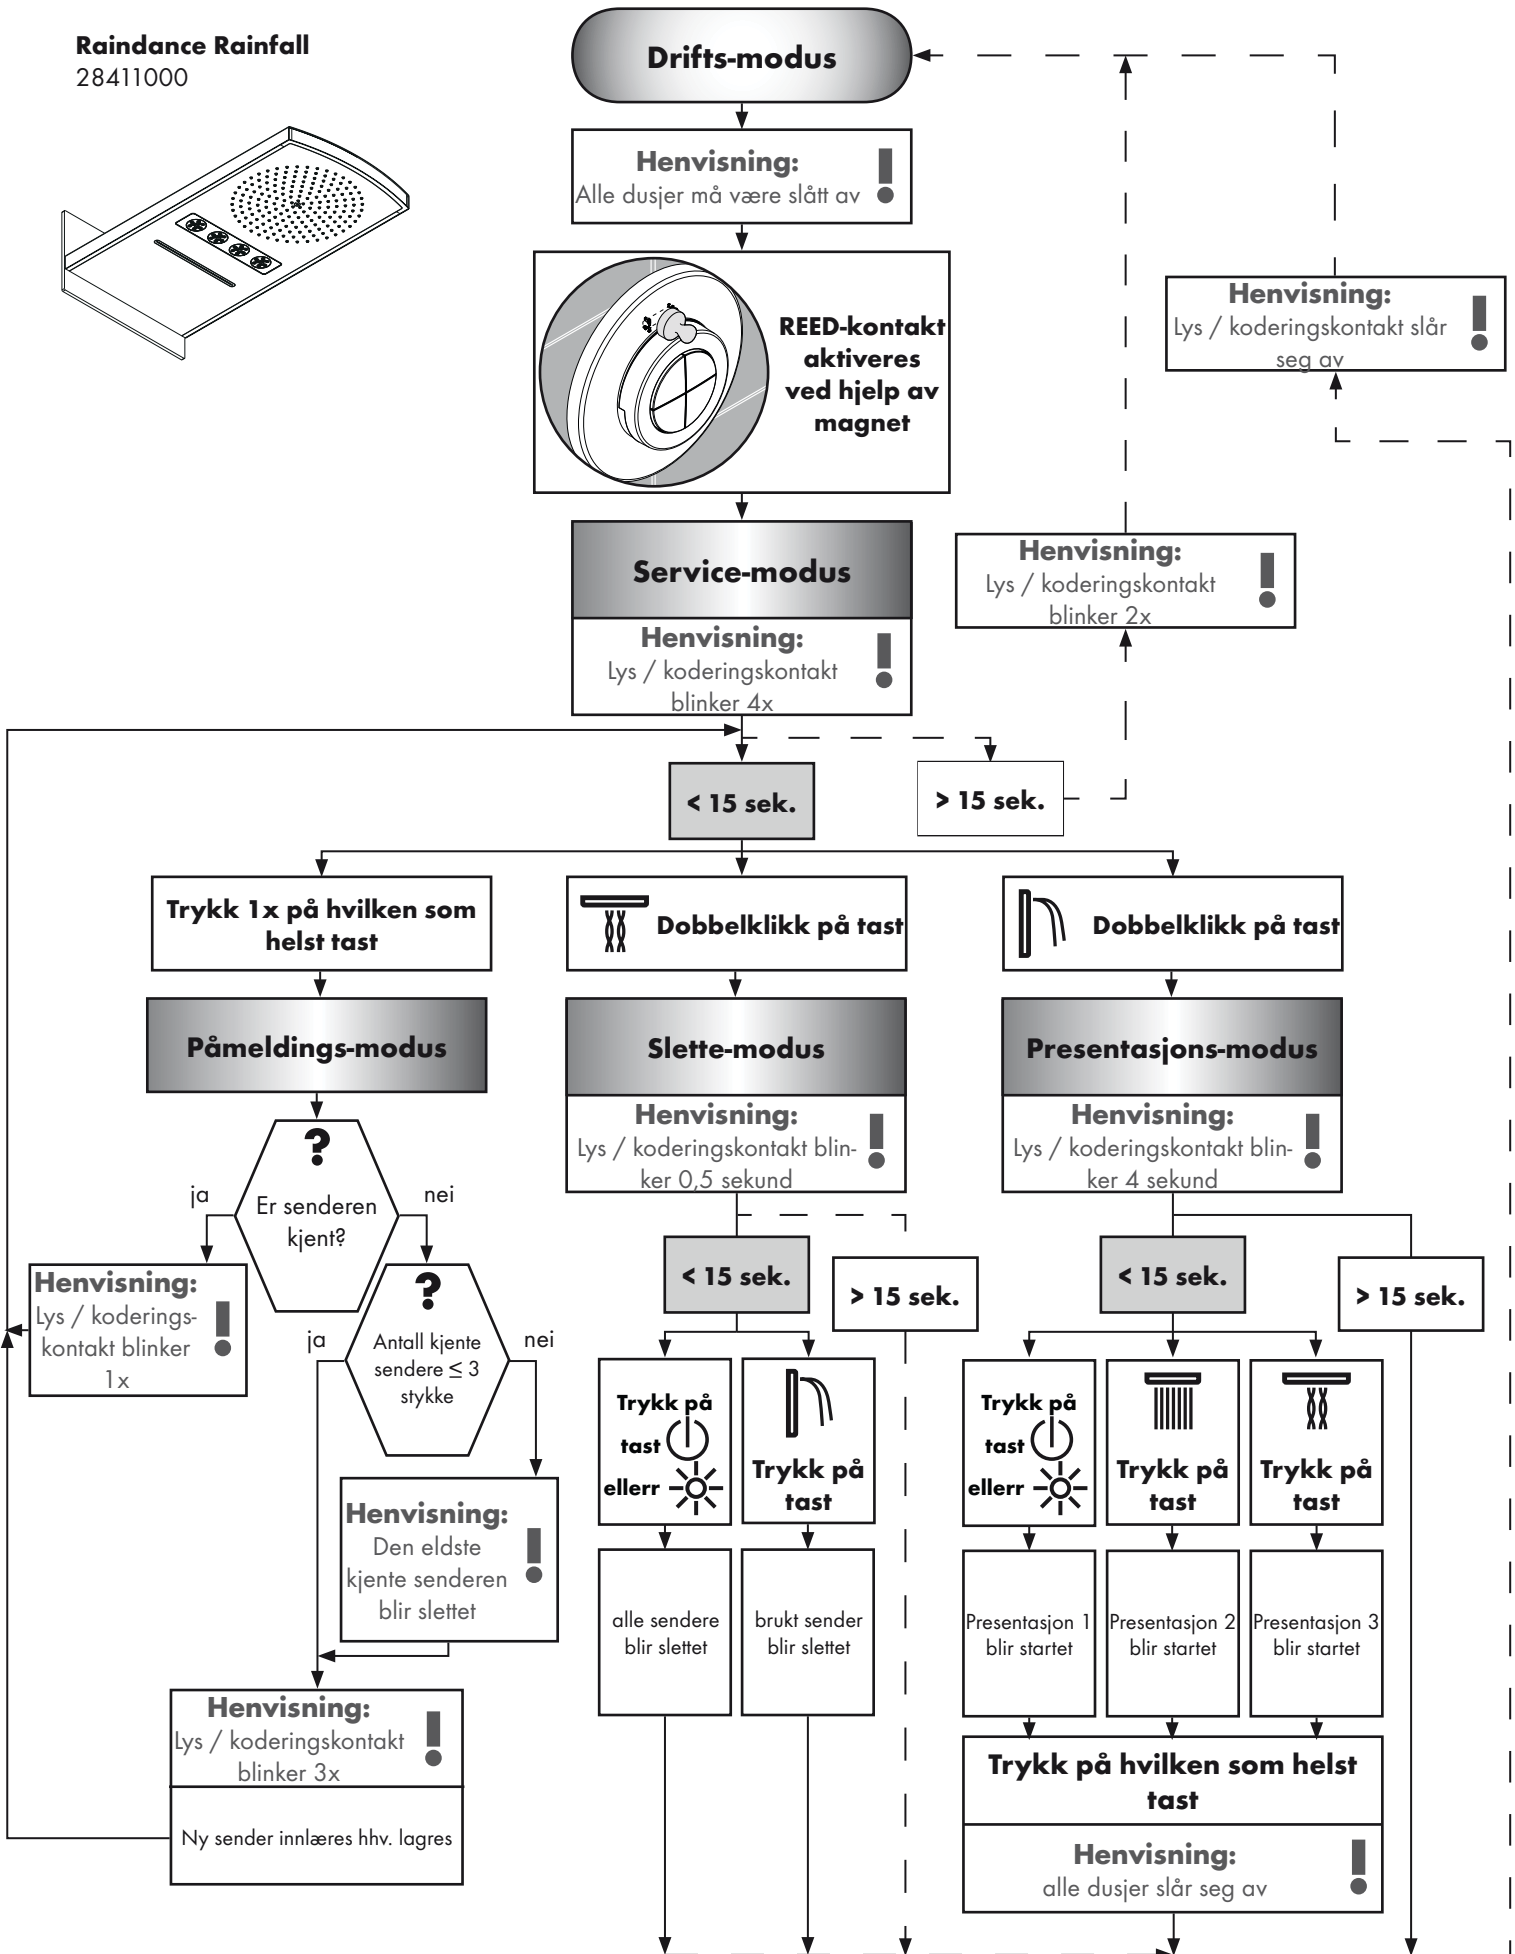 Raindance Rainfall
28411000
Drifts-modus
Henvisning:
Alle dusjer må være slått av
REED-kontakt
aktiveres
ved hjelp av
magnet
Henvisning:
Lys / koderingskontakt slår
seg av
Service-modus
Henvisning:
Lys / koderingskontakt
blinker 4x
Henvisning:
Lys / koderingskontakt
blinker 2x
< 15 sek.
> 15 sek.
Trykk 1x på hvilken som
helst tast
Dobbelklikk på tast
Dobbelklikk på tast
Påmeldings-modus
Slette-modus
Henvisning:
Lys / koderingskontakt blin-
ker 0,5 sekund
Presentasjons-modus
Henvisning:
Lys / koderingskontakt blin-
ker 4 sekund
?
Er senderen
kjent?
ja
nei
Henvisning:
Lys / koderings-
kontakt blinker
1x
?
Antall kjente
sendere ≤ 3
stykke
ja
nei
Henvisning:
Den eldste
kjente senderen
blir slettet
Henvisning:
Lys / koderingskontakt
blinker 3x
Ny sender innlæres hhv. lagres
< 15 sek.
> 15 sek.
Trykk på
tast
ellerr
Trykk på
tast
alle sendere
blir slettet
brukt sender
blir slettet
< 15 sek.
> 15 sek.
Trykk på
tast
ellerr
Trykk på
tast
Trykk på
tast
Presentasjon 1
blir startet
Presentasjon 2
blir startet
Presentasjon 3
blir startet
Trykk på hvilken som helst
tast
Henvisning:
alle dusjer slår seg av